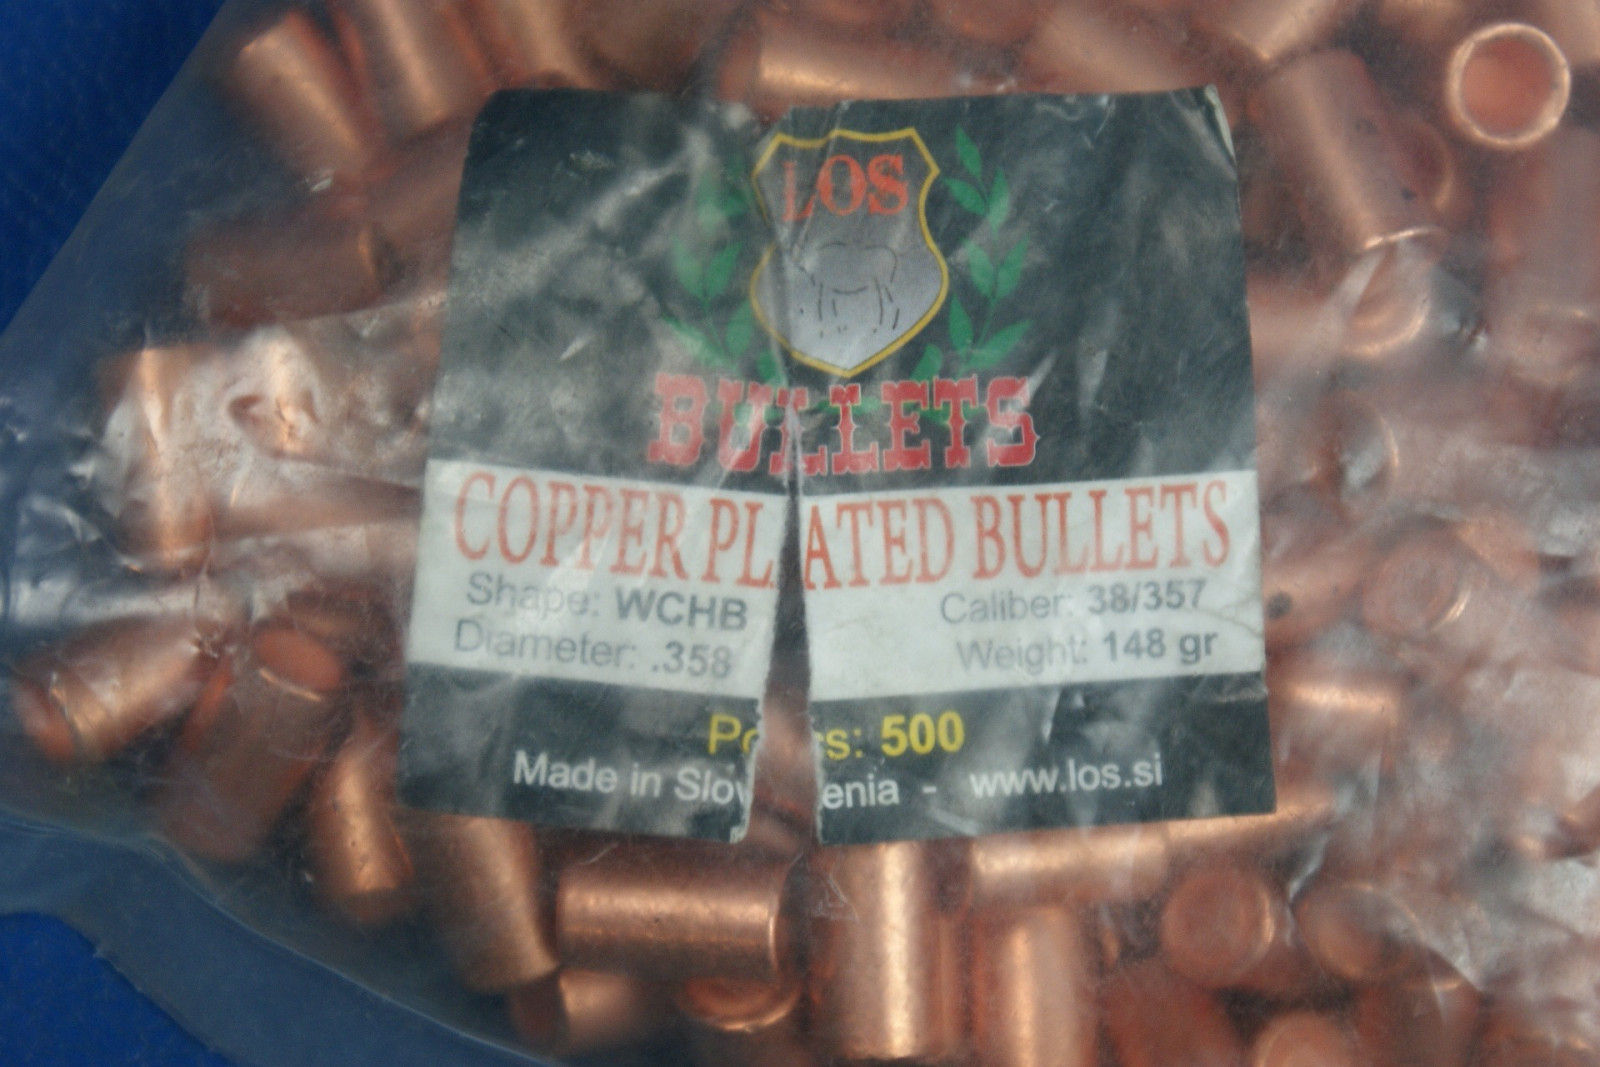 LOS
BULLETS
COPPER PLATED BULLETS
Shape: WCHB Caliber: 38/357
Diameter: .358 Weight: 148 gr
500
Made in Slovenia - www.los.si